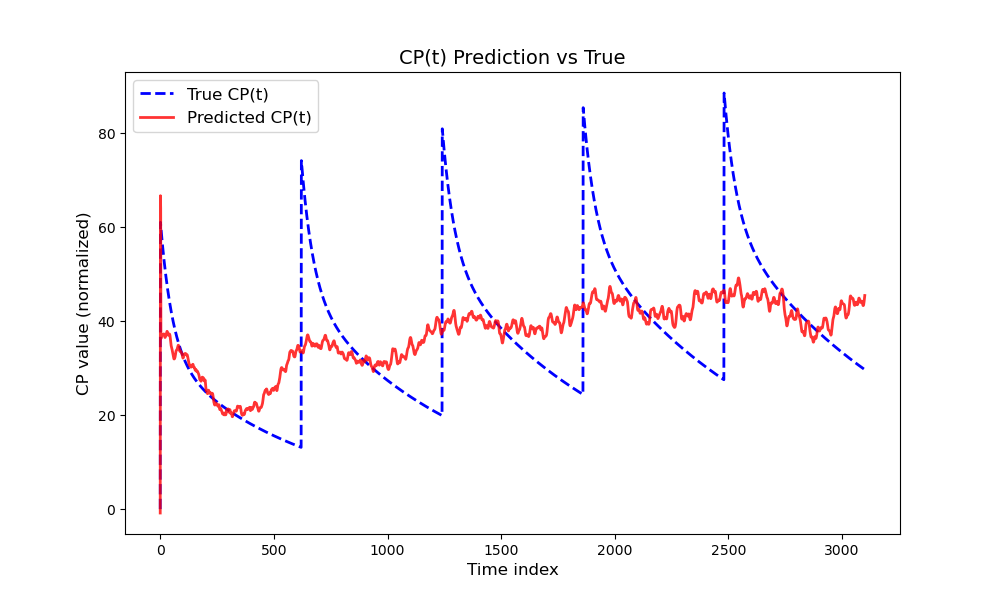 CP(t) Prediction vs True
True CP(t)
Predicted CP(t)
80
60
40
20
0
CP value (normalized)
0 500 1000 1500 2000 2500 3000
Time index